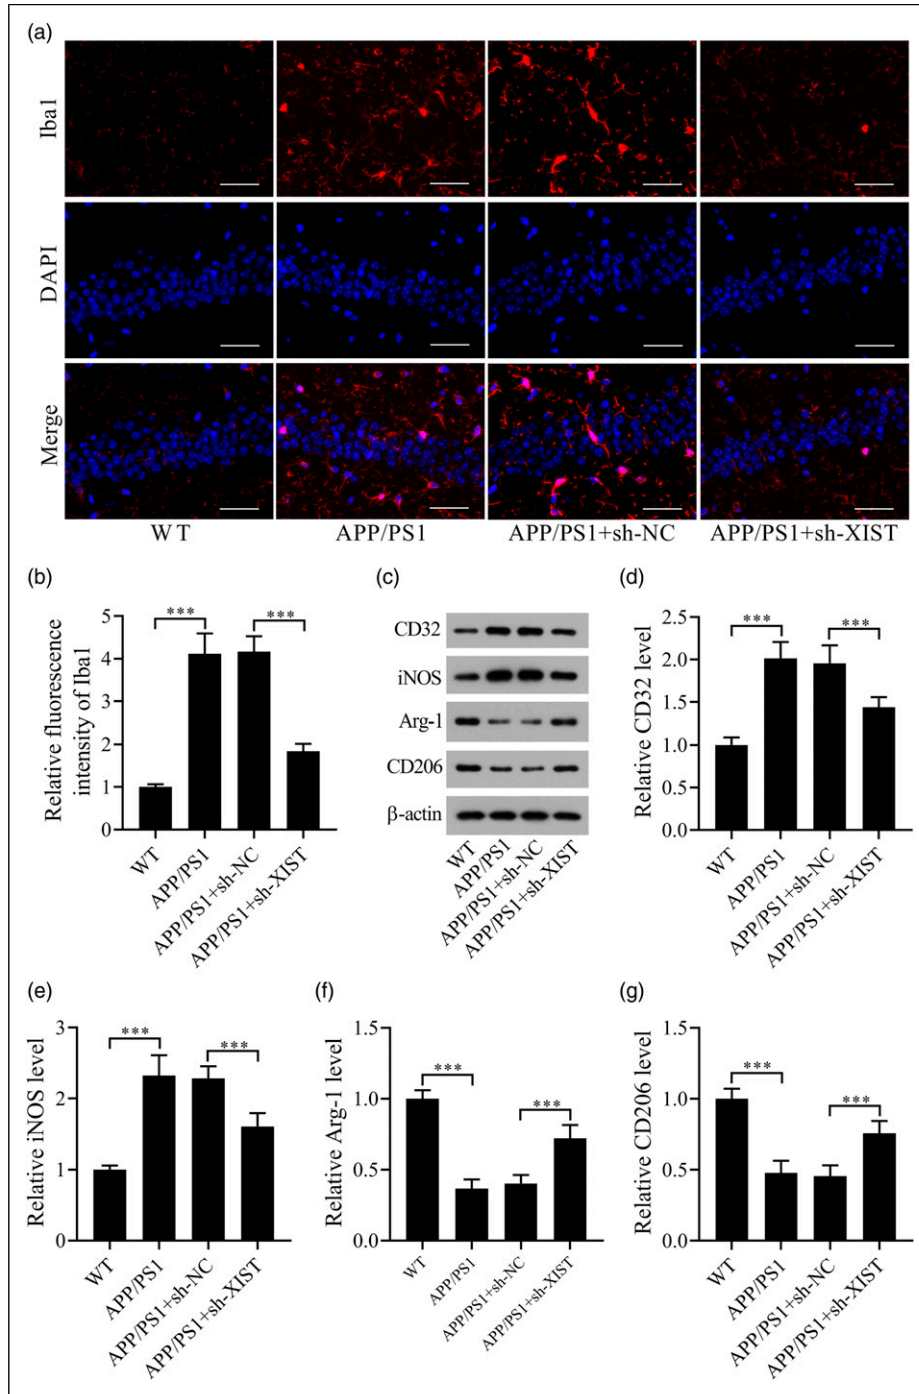 (a)
Iba1
DAPI
Merge
WT
APP/PS1
APP/PS1+sh-NC
APP/PS1+sh-XIST
(b)
Relative fluorescence
intensity of Iba1
5
4
3
2
1
0
***
***
WT
APP/PS1
APP/PS1+sh-NC
APP/PS1+sh-XIST
(c)
CD32
iNOS
Arg-1
CD206
β-actin
WT
APP/PS1
APP/PS1+sh-NC
APP/PS1+sh-XIST
(d)
Relative CD32 level
2.5
2.0
1.5
1.0
0.5
0.0
***
***
WT
APP/PS1
APP/PS1+sh-NC
APP/PS1+sh-XIST
(e)
Relative iNOS level
3
2
1
0
***
***
WT
APP/PS1
APP/PS1+sh-NC
APP/PS1+sh-XIST
(f)
Relative Arg-1 level
1.5
1.0
0.5
0.0
***
***
WT
APP/PS1
APP/PS1+sh-NC
APP/PS1+sh-XIST
(g)
Relative CD206 level
1.5
1.0
0.5
0.0
***
***
WT
APP/PS1
APP/PS1+sh-NC
APP/PS1+sh-XIST